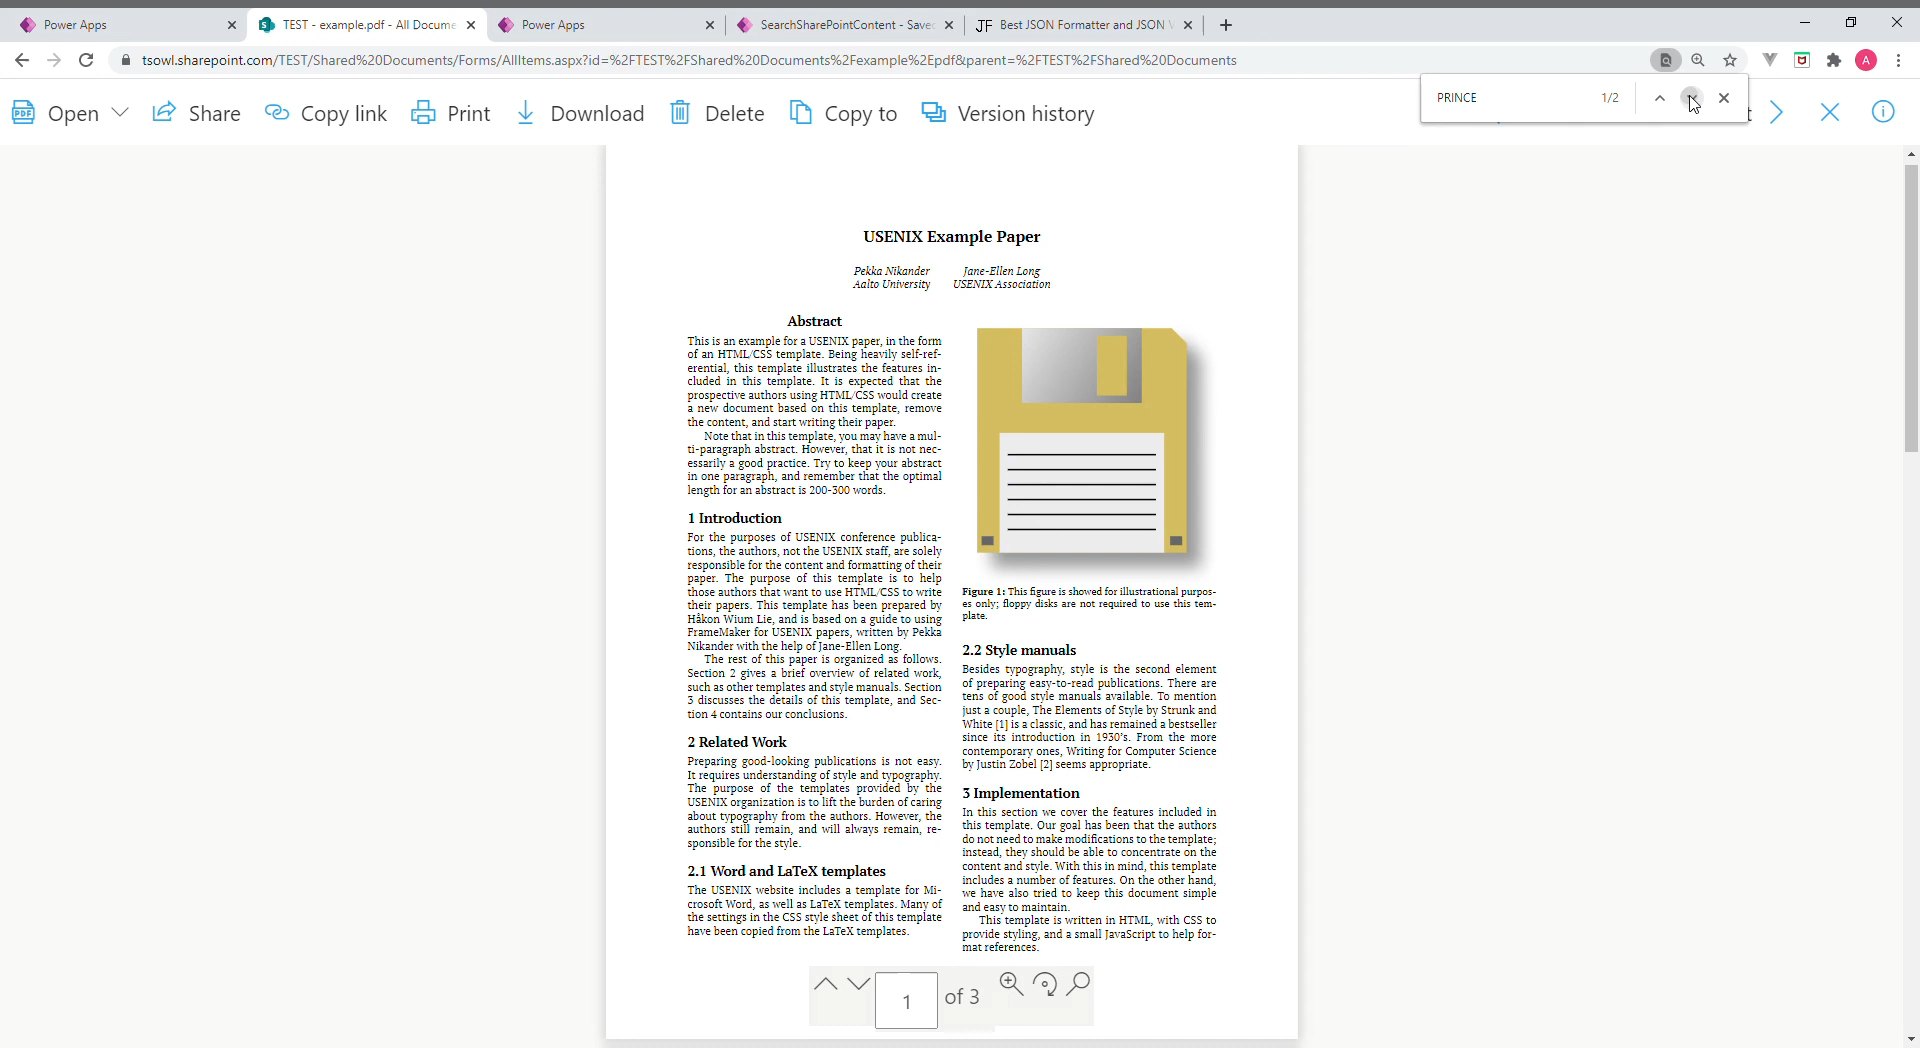 Power Apps
TEST - example.pdf - All Docume
Power Apps
SearchSharePointContent - Save
Best JSON Formatter and JSON V
tsowl.sharepoint.com/TEST/Shared%20Documents/Forms/AllItems.aspx?id=%2FTEST%2FShared%20Documents%2Fexample%2Epdf&parent=%2FTEST%2FShared%20Documents
A
PRINCE 1/2
PDF Open Share Copy link Print Download Delete Copy to Version history
USENIX Example Paper
Pekka Nikander
Aalto University
Jane-Ellen Long
USENIX Association
Abstract
This is an example for a USENIX paper, in the form
of an HTML/CSS template. Being heavily self-ref-
erential, this template illustrates the features in-
cluded in this template. It is expected that the
prospective authors using HTML/CSS would create
a new document based on this template, remove
the content, and start writing their paper.
Note that in this template, you may have a mul-
ti-paragraph abstract. However, that it is not nec-
essarily a good practice. Try to keep your abstract
in one paragraph, and remember that the optimal
length for an abstract is 200-300 words.
1 Introduction
For the purposes of USENIX conference publica-
tions, the authors, not the USENIX staff, are solely
responsible for the content and formatting of their
paper. The purpose of this template is to help
those authors that want to use HTML/CSS to write
their papers. This template has been prepared by
Håkon Wium Lie, and is based on a guide to using
FrameMaker for USENIX papers, written by Pekka
Nikander with the help of Jane-Ellen Long.
The rest of this paper is organized as follows.
Section 2 gives a brief overview of related work,
such as other templates and style manuals. Section
3 discusses the details of this template, and Sec-
tion 4 contains our conclusions.
2 Related Work
Preparing good-looking publications is not easy.
It requires understanding of style and typography.
The purpose of the templates provided by the
USENIX organization is to lift the burden of caring
about typography from the authors. However, the
authors still remain, and will always remain, re-
sponsible for the style.
2.1 Word and LaTeX templates
The USENIX website includes a template for Mi-
crosoft Word, as well as LaTeX templates. Many of
the settings in the CSS style sheet of this template
have been copied from the LaTeX templates.
Figure 1: This figure is showed for illustrational purpos-
es only; floppy disks are not required to use this tem-
plate.
2.2 Style manuals
Besides typography, style is the second element
of preparing easy-to-read publications. There are
tens of good style manuals available. To mention
just a couple, The Elements of Style by Strunk and
White [1] is a classic, and has remained a bestseller
since its introduction in 1930's. From the more
contemporary ones, Writing for Computer Science
by Justin Zobel [2] seems appropriate.
3 Implementation
In this section we cover the features included in
this template. Our goal has been that the authors
do not need to make modifications to the template;
instead, they should be able to concentrate on the
content and style. With this in mind, this template
includes a number of features. On the other hand,
we have also tried to keep this document simple
and easy to maintain.
This template is written in HTML, with CSS to
provide styling, and a small JavaScript to help for-
mat references.
1 of 3